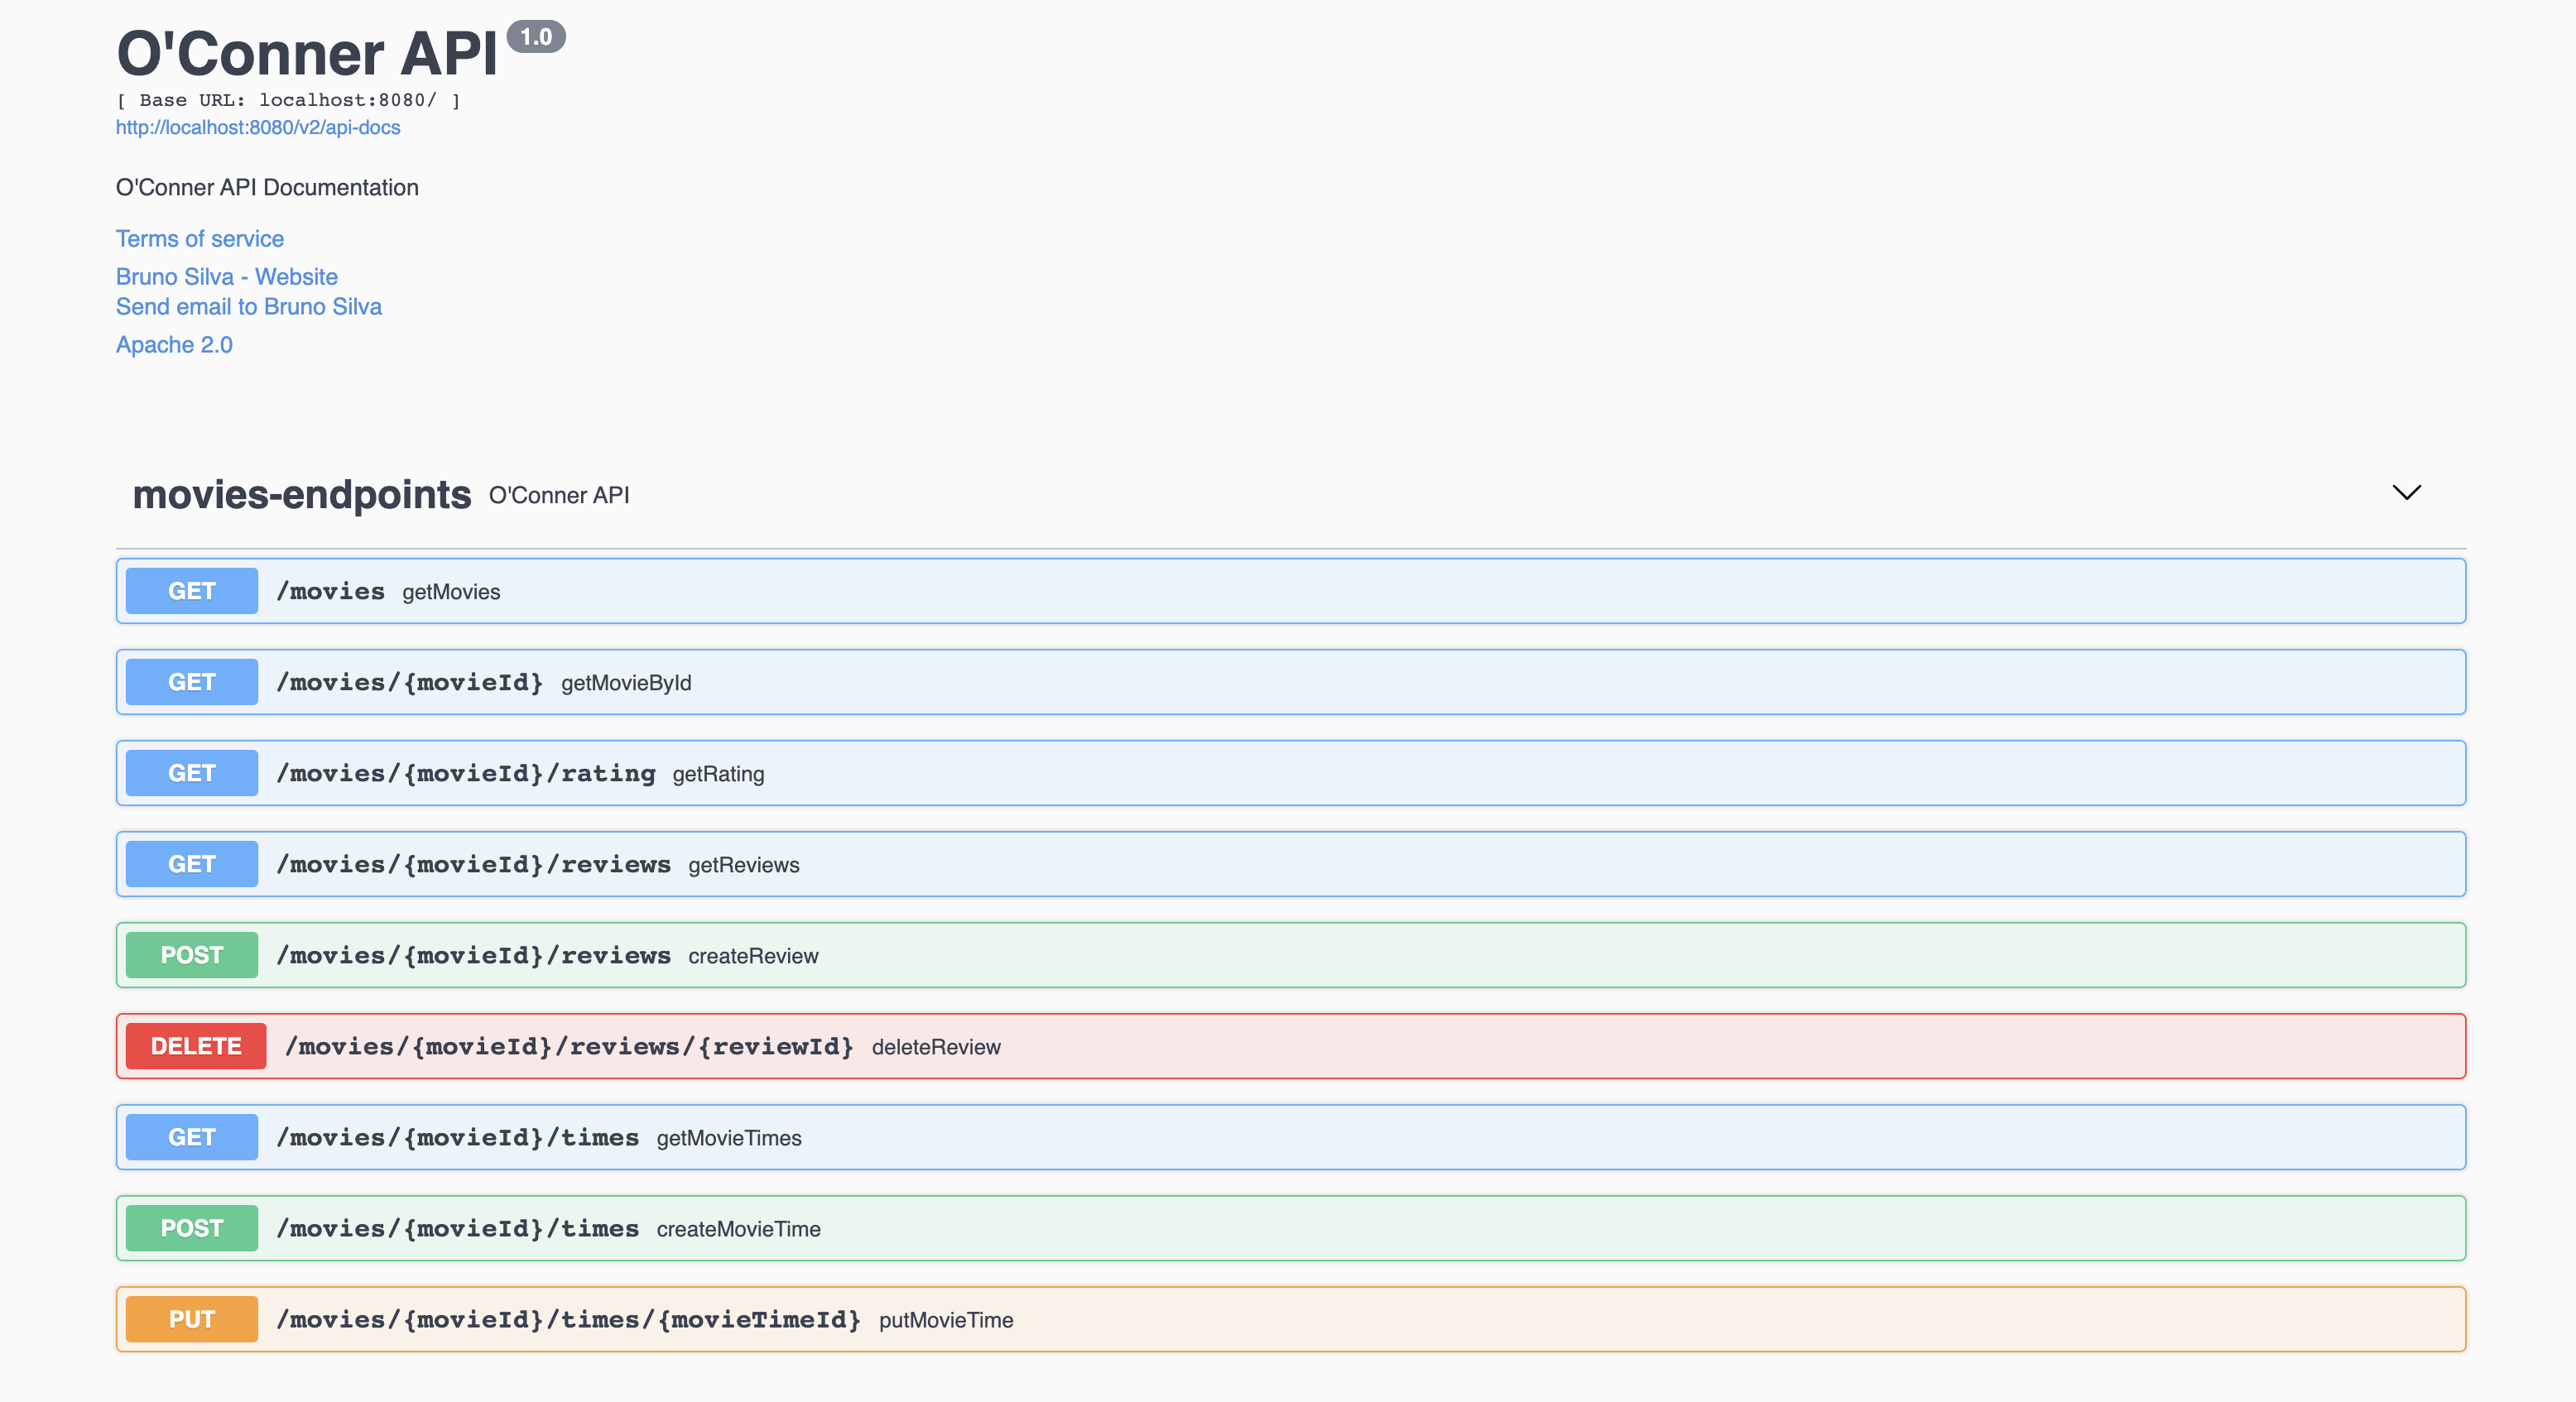 O'Conner API 1.0
[ Base URL: localhost:8080/ ]
http://localhost:8080/v2/api-docs
O'Conner API Documentation
Terms of service
Bruno Silva - Website
Send email to Bruno Silva
Apache 2.0
movies-endpoints O'Conner API
GET /movies getMovies
GET /movies/{movieId} getMovieById
GET /movies/{movieId}/rating getRating
GET /movies/{movieId}/reviews getReviews
POST /movies/{movieId}/reviews createReview
DELETE /movies/{movieId}/reviews/{reviewId} deleteReview
GET /movies/{movieId}/times getMovieTimes
POST /movies/{movieId}/times createMovieTime
PUT /movies/{movieId}/times/{movieTimeId} putMovieTime